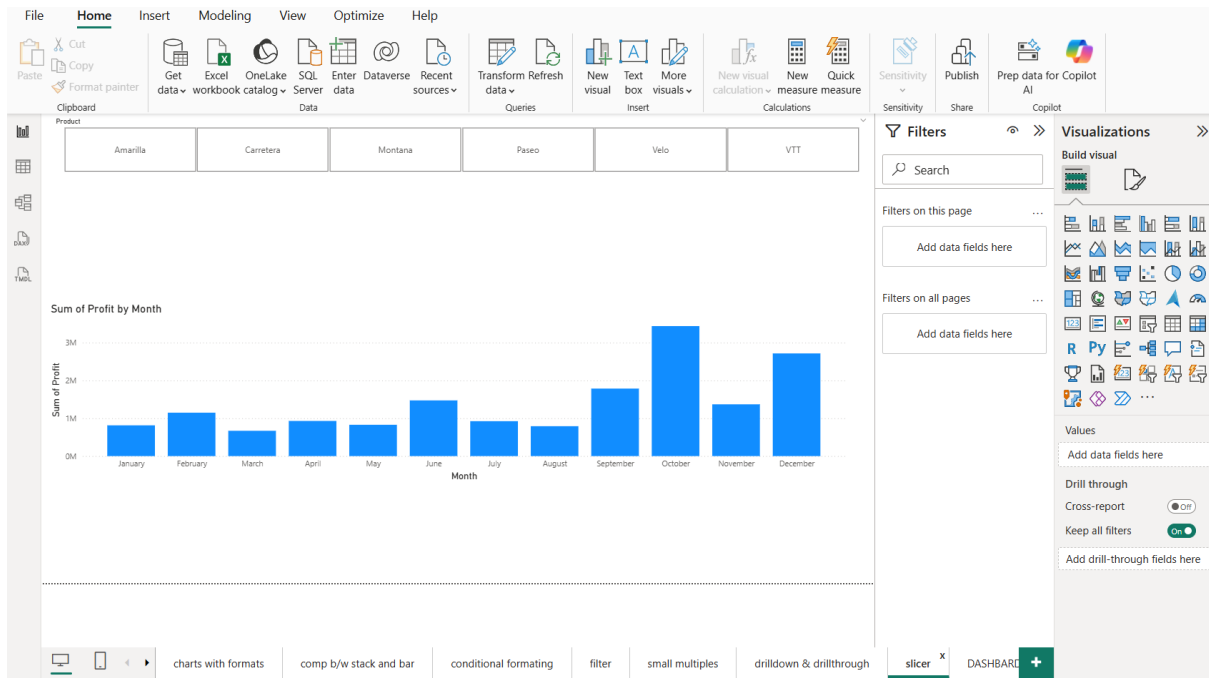 File Home Insert Modeling View Optimize Help
Paste
Cut
Copy
Format painter
Clipboard
Get data
Excel workbook
OneLake catalog
SQL Server
Enter data
Dataverse
Recent sources
Data
Transform data
Refresh
Queries
New visual
Text box
More visuals
Insert
New visual calculation
New measure
Quick measure
Calculations
Sensitivity
Sensitivity
Publish
Share
Prep data for AI
Copilot
Copilot
DAX
TMDL
Product
Amarilla Carretera Montana Paseo Velo VTT
Sum of Profit by Month
Sum of Profit
3M
2M
1M
0M
January February March April May June July August September October November December
Month
Filters
Search
Filters on this page ...
Add data fields here
Filters on all pages ...
Add data fields here
Visualizations
Build visual
123
R Py
123
...
Values
Add data fields here
Drill through
Cross-report Off
Keep all filters On
Add drill-through fields here
charts with formats comp b/w stack and bar conditional formating filter small multiples drilldown & drillthrough slicer x DASHBARD +